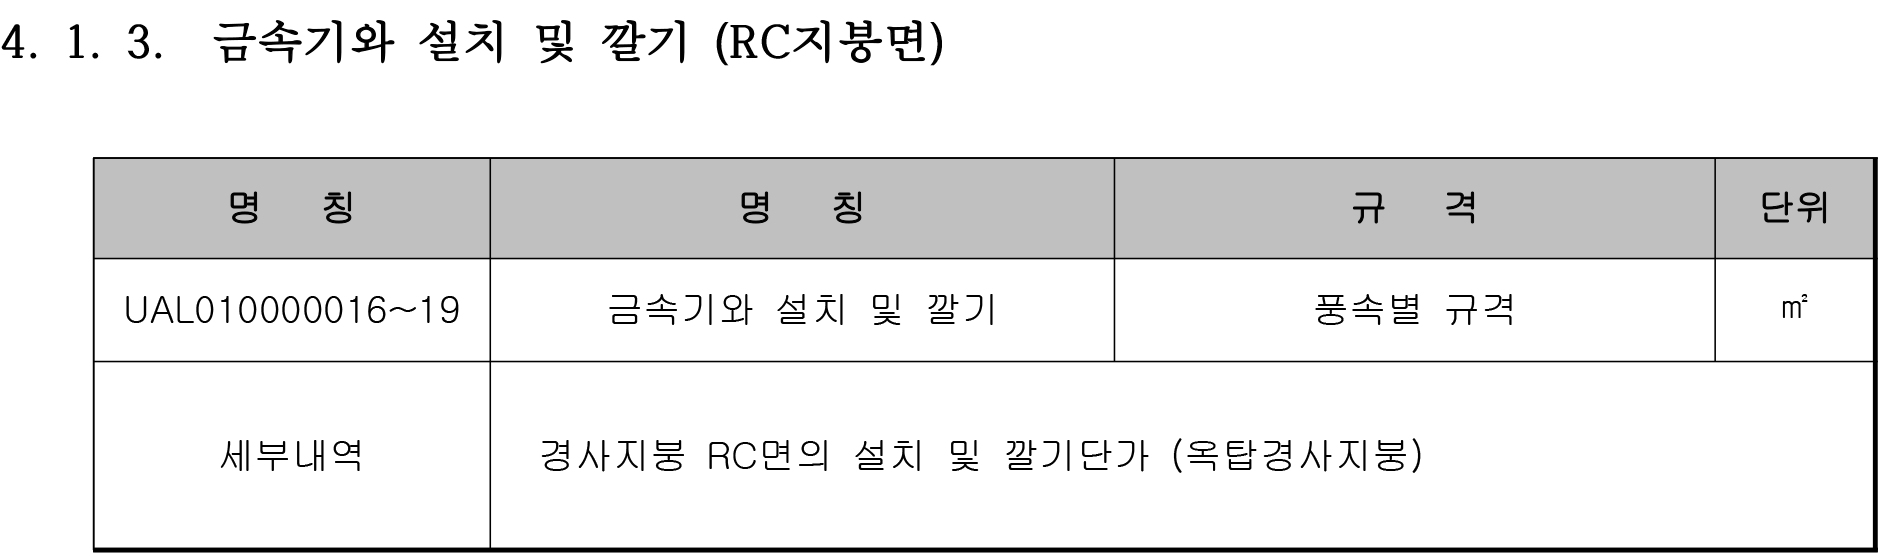 4. 1. 3. 금속기와 설치 및 깔기 (RC지붕면)
명 칭 명 칭 규 격 단위
UAL010000016~19 금속기와 설치 및 깔기 풍속별 규격 ㎡
세부내역 경사지붕 RC면의 설치 및 깔기단가 (옥탑경사지붕)